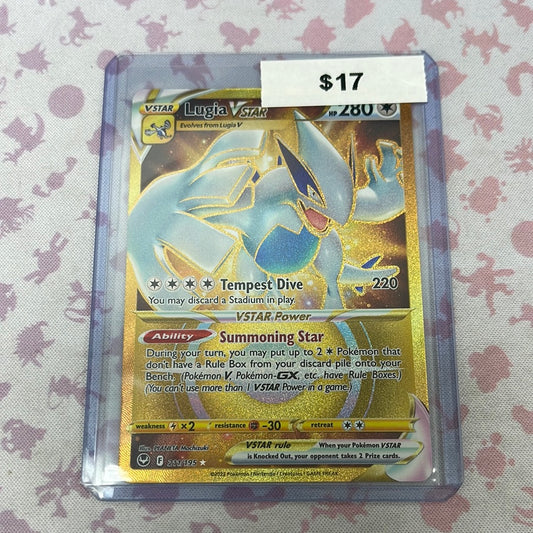 $17
VSTAR Lugia VSTAR HP 280
Evolves from Lugia V
Tempest Dive 220
You may discard a Stadium in play.
VSTAR Power
Ability Summoning Star
During your turn, you may put up to 2 Pokémon that
don't have a Rule Box from your discard pile onto your
Bench. (Pokémon V, Pokémon-GX, etc. have Rule Boxes.)
(You can't use more than 1 VSTAR Power in a game.)
weakness ×2 resistance -30 retreat
Illus. Mochizuki
VSTAR rule When your Pokémon VSTAR
is Knocked Out, your opponent takes 2 Prize cards.
F 211/195
©2022 Pokémon / Nintendo / Creatures / GAME FREAK